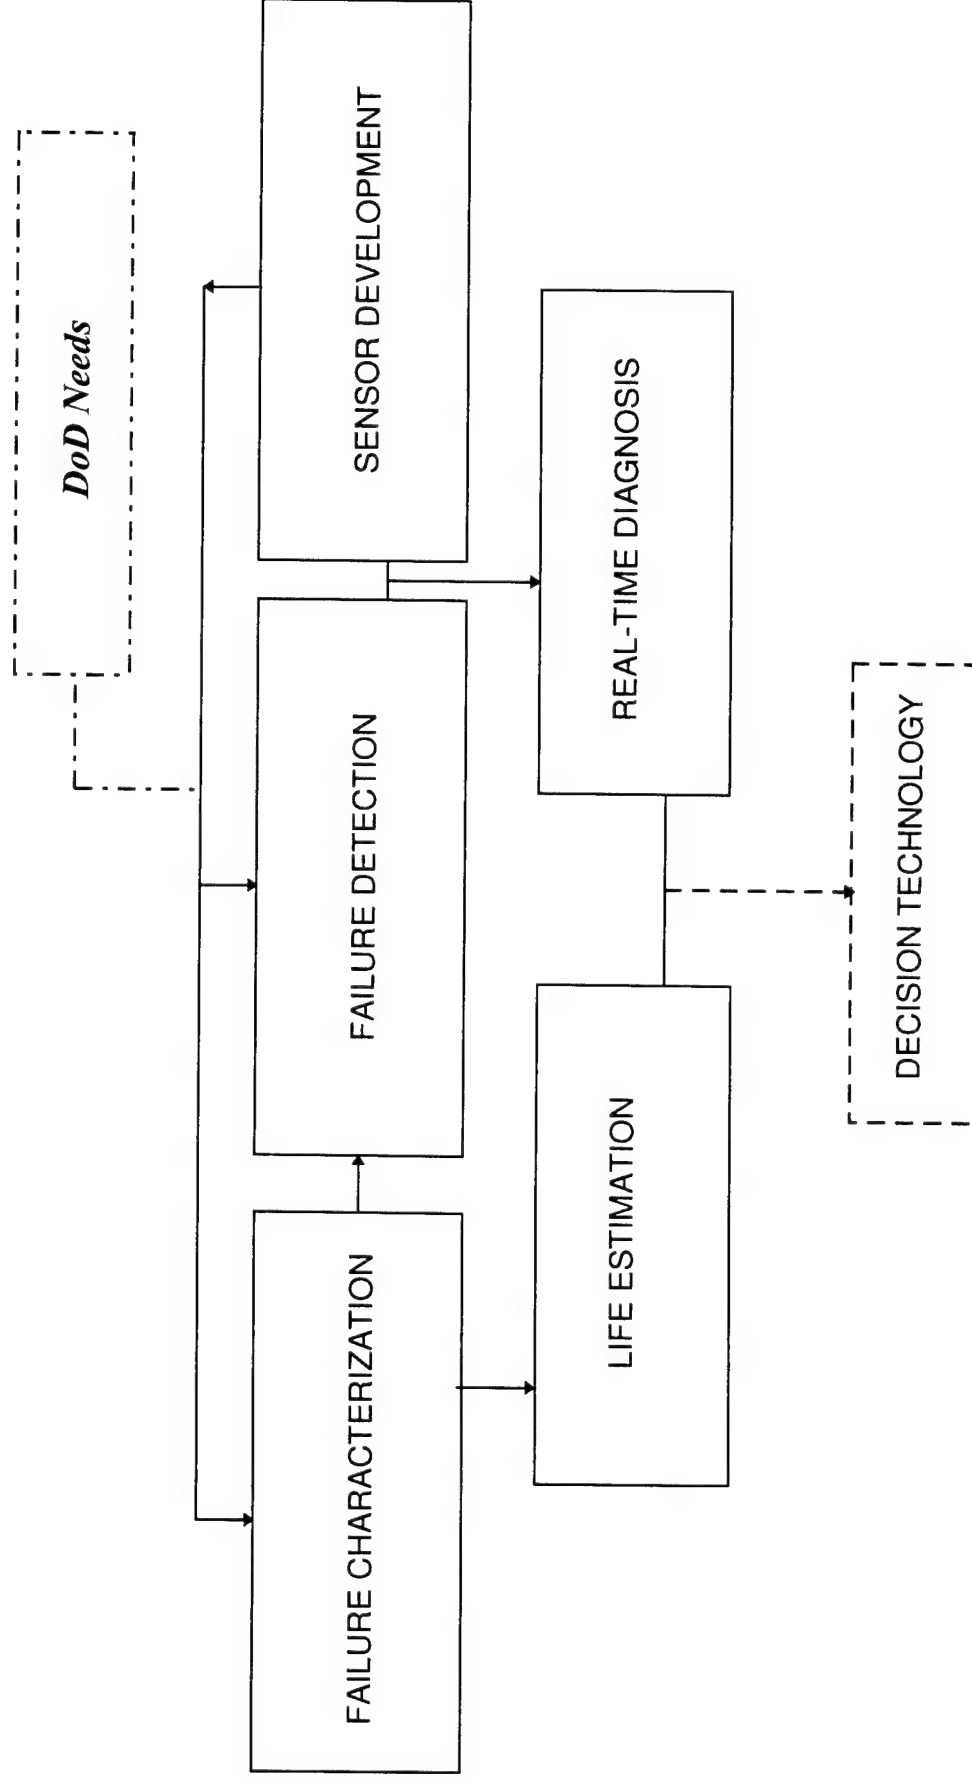 DoD Needs
FAILURE CHARACTERIZATION
FAILURE DETECTION
SENSOR DEVELOPMENT
LIFE ESTIMATION
REAL-TIME DIAGNOSIS
DECISION TECHNOLOGY